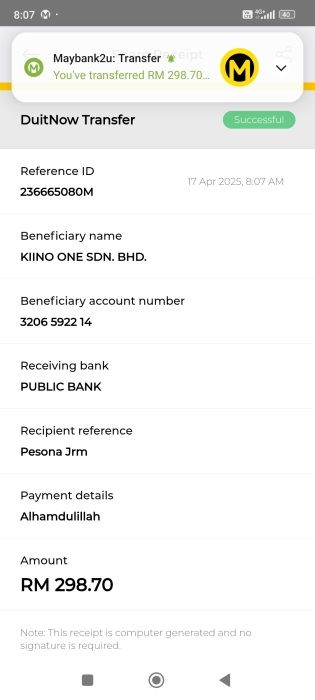 8:07
4G+
40
Maybank2u: Transfer
You've transferred RM 298.70...
DuitNow Transfer
Successful
Reference ID
236665080M
17 Apr 2025, 8:07 AM
Beneficiary name
KIINO ONE SDN. BHD.
Beneficiary account number
3206 5922 14
Receiving bank
PUBLIC BANK
Recipient reference
Pesona Jrm
Payment details
Alhamdulillah
Amount
RM 298.70
Note: This receipt is computer generated and no
signature is required.